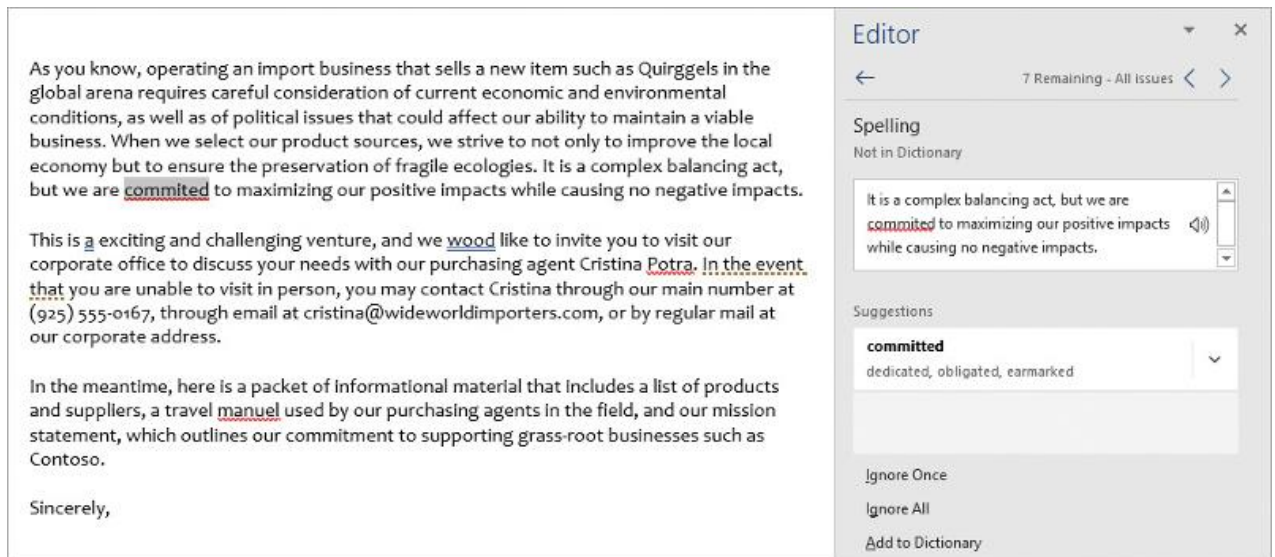 As you know, operating an import business that sells a new item such as Quirggels in the
global arena requires careful consideration of current economic and environmental
conditions, as well as of political issues that could affect our ability to maintain a viable
business. When we select our product sources, we strive to not only to improve the local
economy but to ensure the preservation of fragile ecologies. It is a complex balancing act,
but we are commited to maximizing our positive impacts while causing no negative impacts.
This is a exciting and challenging venture, and we wood like to invite you to visit our
corporate office to discuss your needs with our purchasing agent Cristina Potra. In the event
that you are unable to visit in person, you may contact Cristina through our main number at
(925) 555-0167, through email at cristina@wideworldimporters.com, or by regular mail at
our corporate address.
In the meantime, here is a packet of informational material that includes a list of products
and suppliers, a travel manuel used by our purchasing agents in the field, and our mission
statement, which outlines our commitment to supporting grass-root businesses such as
Contoso.
Sincerely,
Editor
7 Remaining - All issues
Spelling
Not in Dictionary
It is a complex balancing act, but we are
commited to maximizing our positive impacts
while causing no negative impacts.
Suggestions
committed
dedicated, obligated, earmarked
Ignore Once
Ignore All
Add to Dictionary